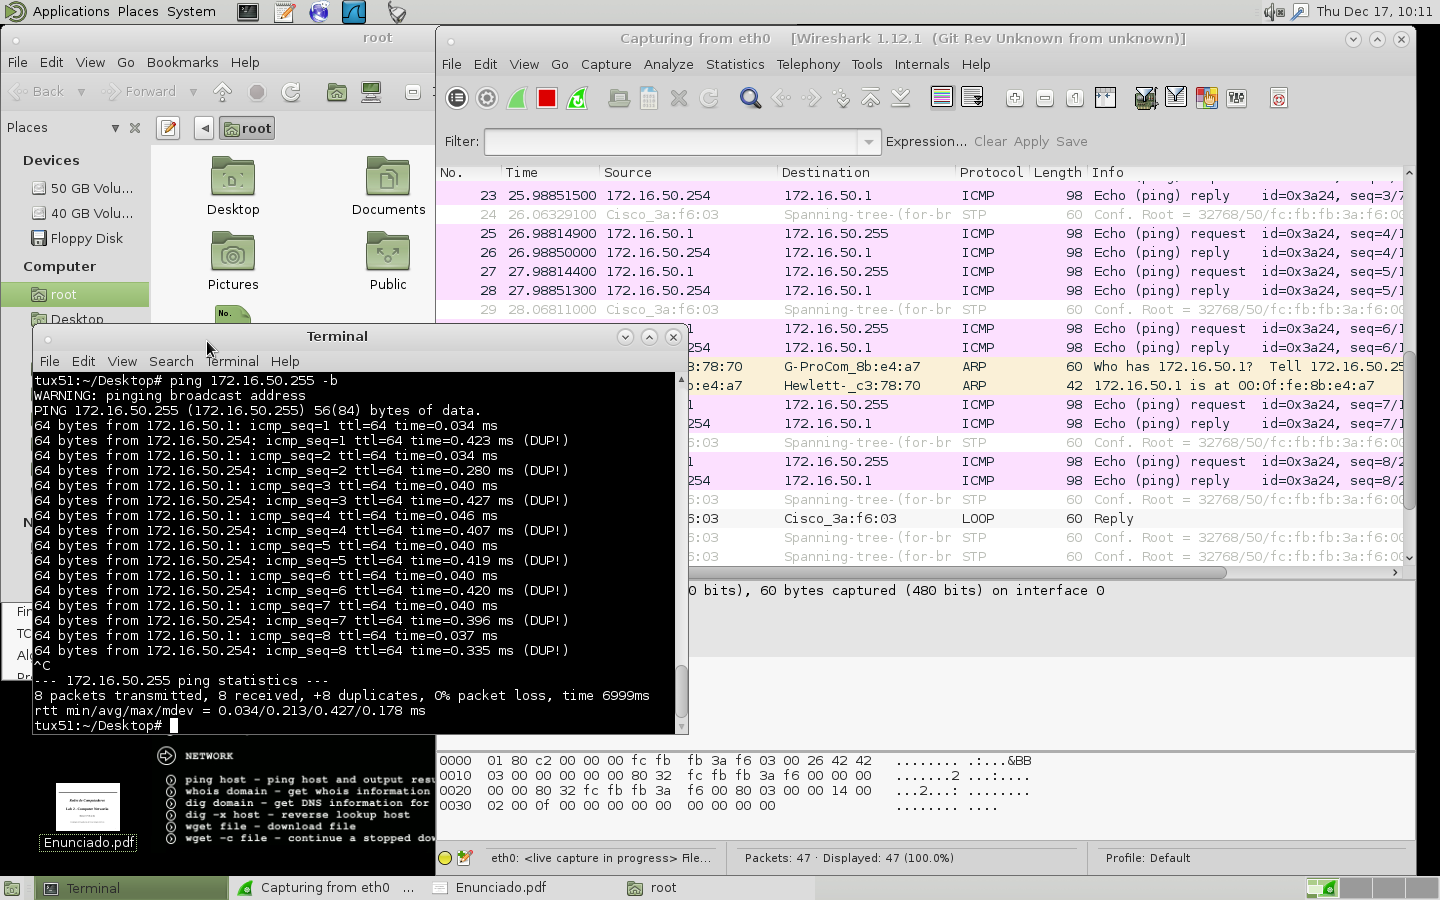 Applications Places System
Thu Dec 17, 10:11
root
File Edit View Go Bookmarks Help
Back Forward
Places
root
Devices
50 GB Volu...
40 GB Volu...
Floppy Disk
Computer
root
Desktop
Desktop
Documents
Pictures
Public
No.
Capturing from eth0 [Wireshark 1.12.1 (Git Rev Unknown from unknown)]
File Edit View Go Capture Analyze Statistics Telephony Tools Internals Help
Filter: Expression... Clear Apply Save
No. Time Source Destination Protocol Length Info
23 25.98851500 172.16.50.254 172.16.50.1 ICMP 98 Echo (ping) reply id=0x3a24, seq=3/7
24 26.06329100 Cisco_3a:f6:03 Spanning-tree-(for-br STP 60 Conf. Root = 32768/50/fc:fb:fb:3a:f6:00
25 26.98814900 172.16.50.1 172.16.50.255 ICMP 98 Echo (ping) request id=0x3a24, seq=4/1
26 26.98850000 172.16.50.254 172.16.50.1 ICMP 98 Echo (ping) reply id=0x3a24, seq=4/1
27 27.98814400 172.16.50.1 172.16.50.255 ICMP 98 Echo (ping) request id=0x3a24, seq=5/1
28 27.98851300 172.16.50.254 172.16.50.1 ICMP 98 Echo (ping) reply id=0x3a24, seq=5/1
29 28.06811000 Cisco_3a:f6:03 Spanning-tree-(for-br STP 60 Conf. Root = 32768/50/fc:fb:fb:3a:f6:00
1 172.16.50.255 ICMP 98 Echo (ping) request id=0x3a24, seq=6/1
254 172.16.50.1 ICMP 98 Echo (ping) reply id=0x3a24, seq=6/1
3:78:70 G-ProCom_8b:e4:a7 ARP 60 Who has 172.16.50.1? Tell 172.16.50.25
:e4:a7 Hewlett-_c3:78:70 ARP 42 172.16.50.1 is at 00:0f:fe:8b:e4:a7
1 172.16.50.255 ICMP 98 Echo (ping) request id=0x3a24, seq=7/1
254 172.16.50.1 ICMP 98 Echo (ping) reply id=0x3a24, seq=7/1
6:03 Spanning-tree-(for-br STP 60 Conf. Root = 32768/50/fc:fb:fb:3a:f6:00
1 172.16.50.255 ICMP 98 Echo (ping) request id=0x3a24, seq=8/2
254 172.16.50.1 ICMP 98 Echo (ping) reply id=0x3a24, seq=8/2
6:03 Spanning-tree-(for-br STP 60 Conf. Root = 32768/50/fc:fb:fb:3a:f6:00
6:03 Cisco_3a:f6:03 LOOP 60 Reply
6:03 Spanning-tree-(for-br STP 60 Conf. Root = 32768/50/fc:fb:fb:3a:f6:00
6:03 Spanning-tree-(for-br STP 60 Conf. Root = 32768/50/fc:fb:fb:3a:f6:00
0 bits), 60 bytes captured (480 bits) on interface 0
0000 01 80 c2 00 00 00 fc fb fb 3a f6 03 00 26 42 42 ........ .:...&BB
0010 03 00 00 00 00 00 80 32 fc fb fb 3a f6 00 00 00 .......2 ...:....
0020 00 00 80 32 fc fb fb 3a f6 00 80 03 00 00 14 00 ...2...: ........
0030 02 00 0f 00 00 00 00 00 00 00 00 00 ........ ....
eth0: <live capture in progress> File... Packets: 47 · Displayed: 47 (100.0%) Profile: Default
Terminal
File Edit View Search Terminal Help
tux51:~/Desktop# ping 172.16.50.255 -b
WARNING: pinging broadcast address
PING 172.16.50.255 (172.16.50.255) 56(84) bytes of data.
64 bytes from 172.16.50.1: icmp_seq=1 ttl=64 time=0.034 ms
64 bytes from 172.16.50.254: icmp_seq=1 ttl=64 time=0.423 ms (DUP!)
64 bytes from 172.16.50.1: icmp_seq=2 ttl=64 time=0.034 ms
64 bytes from 172.16.50.254: icmp_seq=2 ttl=64 time=0.280 ms (DUP!)
64 bytes from 172.16.50.1: icmp_seq=3 ttl=64 time=0.040 ms
64 bytes from 172.16.50.254: icmp_seq=3 ttl=64 time=0.427 ms (DUP!)
64 bytes from 172.16.50.1: icmp_seq=4 ttl=64 time=0.046 ms
64 bytes from 172.16.50.254: icmp_seq=4 ttl=64 time=0.407 ms (DUP!)
64 bytes from 172.16.50.1: icmp_seq=5 ttl=64 time=0.040 ms
64 bytes from 172.16.50.254: icmp_seq=5 ttl=64 time=0.419 ms (DUP!)
64 bytes from 172.16.50.1: icmp_seq=6 ttl=64 time=0.040 ms
64 bytes from 172.16.50.254: icmp_seq=6 ttl=64 time=0.420 ms (DUP!)
64 bytes from 172.16.50.1: icmp_seq=7 ttl=64 time=0.040 ms
64 bytes from 172.16.50.254: icmp_seq=7 ttl=64 time=0.396 ms (DUP!)
64 bytes from 172.16.50.1: icmp_seq=8 ttl=64 time=0.037 ms
64 bytes from 172.16.50.254: icmp_seq=8 ttl=64 time=0.335 ms (DUP!)
^C
--- 172.16.50.255 ping statistics ---
8 packets transmitted, 8 received, +8 duplicates, 0% packet loss, time 6999ms
rtt min/avg/max/mdev = 0.034/0.213/0.427/0.178 ms
tux51:~/Desktop#
NETWORK
ping host - ping host and output resu
whois domain - get whois information
dig domain - get DNS information for
dig -x host - reverse lookup host
wget file - download file
wget -c file - continue a stopped dow
Enunciado.pdf
Terminal
Capturing from eth0 ...
Enunciado.pdf
root